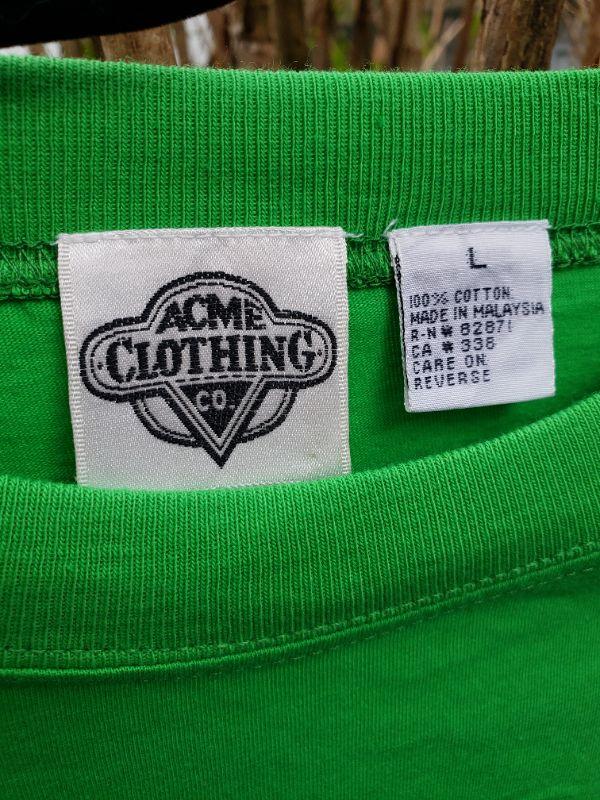 ACME
CLOTHING
CO.
L
100% COTTON
MADE IN MALAYSIA
R-N# 82871
CA # 338
CARE ON
REVERSE